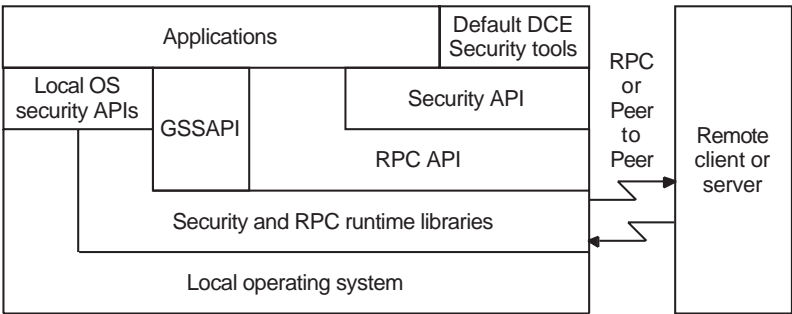 Applications
Default DCE
Security tools
Local OS
security APIs
GSSAPI
Security API
RPC API
RPC
or
Peer
to
Peer
Remote
client or
server
Security and RPC runtime libraries
Local operating system